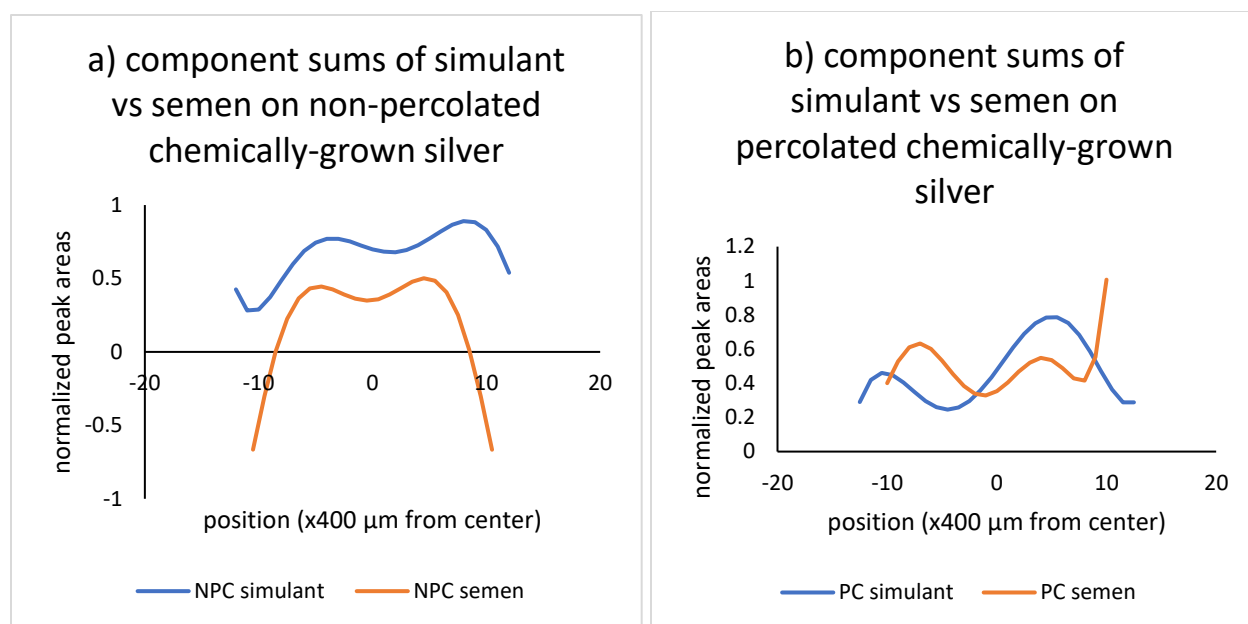 a) component sums of simulant
vs semen on non-percolated
chemically-grown silver
normalized peak areas
1
0.5
0
-0.5
-1
-20
-10
0
10
20
position (x400 µm from center)
NPC simulant
NPC semen
b) component sums of
simulant vs semen on
percolated chemically-grown
silver
normalized peak areas
1.2
1
0.8
0.6
0.4
0.2
0
-20
-10
0
10
20
position (x400 µm from center)
PC simulant
PC semen